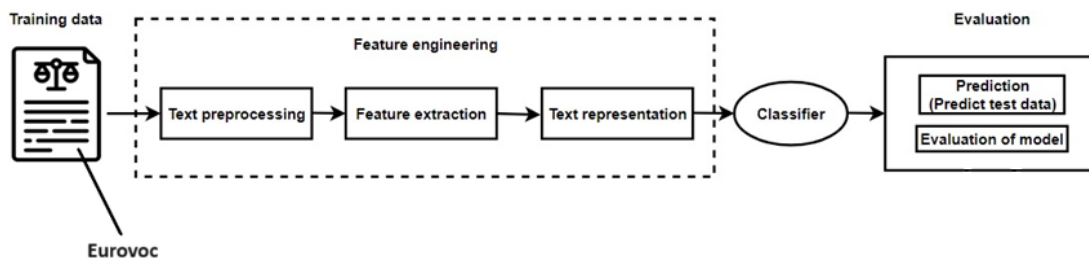 Training data
Evaluation
Feature engineering
Text preprocessing
Feature extraction
Text representation
Classifier
Prediction
(Predict test data)
Evaluation of model
Eurovoc